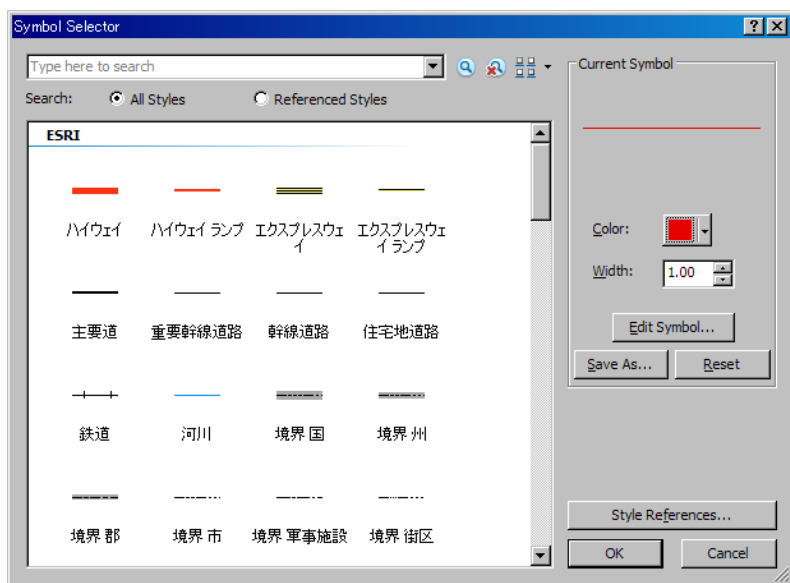 Symbol Selector
Type here to search
Search: All Styles Referenced Styles
ESRI
ハイウェイ ハイウェイ ランプ エクスプレスウェイ エクスプレスウェイ ランプ
主要道 重要幹線道路 幹線道路 住宅地道路
鉄道 河川 境界 国 境界 州
境界 郡 境界 市 境界 軍事施設 境界 街区
Current Symbol
Color:
Width: 1.00
Edit Symbol...
Save As... Reset
Style References...
OK Cancel